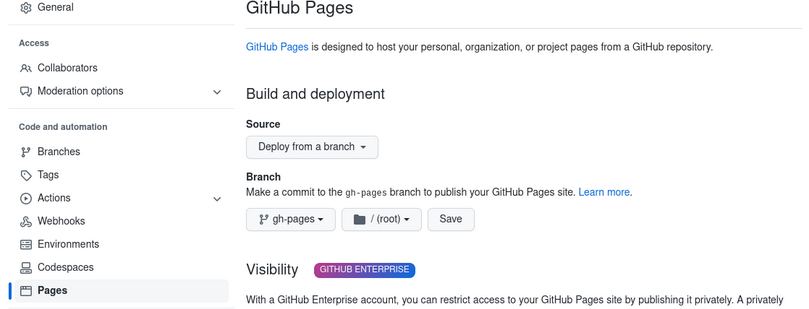 General
Access
Collaborators
Moderation options
Code and automation
Branches
Tags
Actions
Webhooks
Environments
Codespaces
Pages
GitHub Pages
GitHub Pages is designed to host your personal, organization, or project pages from a GitHub repository.
Build and deployment
Source
Deploy from a branch
Branch
Make a commit to the gh-pages branch to publish your GitHub Pages site. Learn more.
gh-pages / (root) Save
Visibility GITHUB ENTERPRISE
With a GitHub Enterprise account, you can restrict access to your GitHub Pages site by publishing it privately. A privately